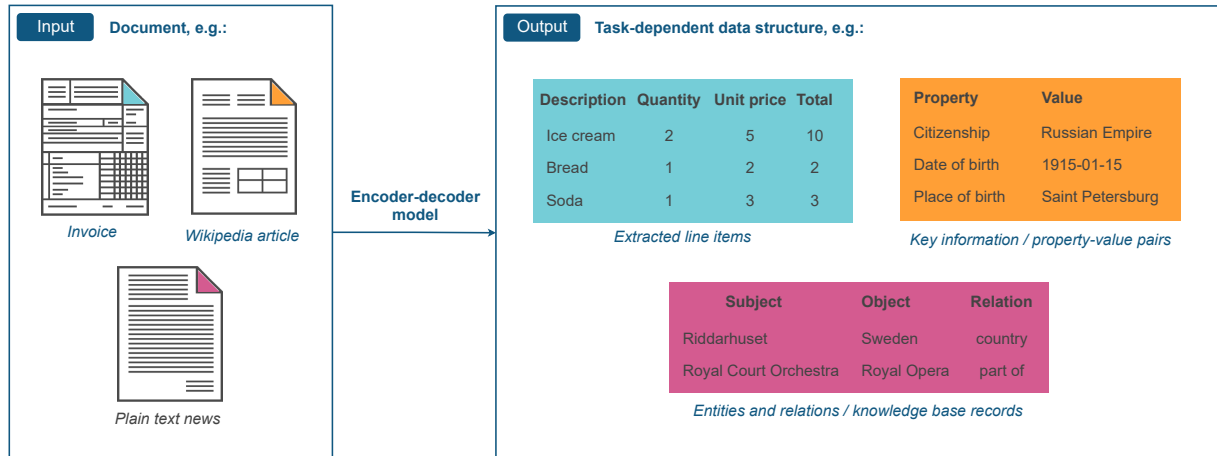 Input Document, e.g.:
Invoice
Wikipedia article
Plain text news
Encoder-decoder
model
Output Task-dependent data structure, e.g.:
Description Quantity Unit price Total
Ice cream 2 5 10
Bread 1 2 2
Soda 1 3 3
Extracted line items
Property Value
Citizenship Russian Empire
Date of birth 1915-01-15
Place of birth Saint Petersburg
Key information / property-value pairs
Subject Object Relation
Riddarhuset Sweden country
Royal Court Orchestra Royal Opera part of
Entities and relations / knowledge base records